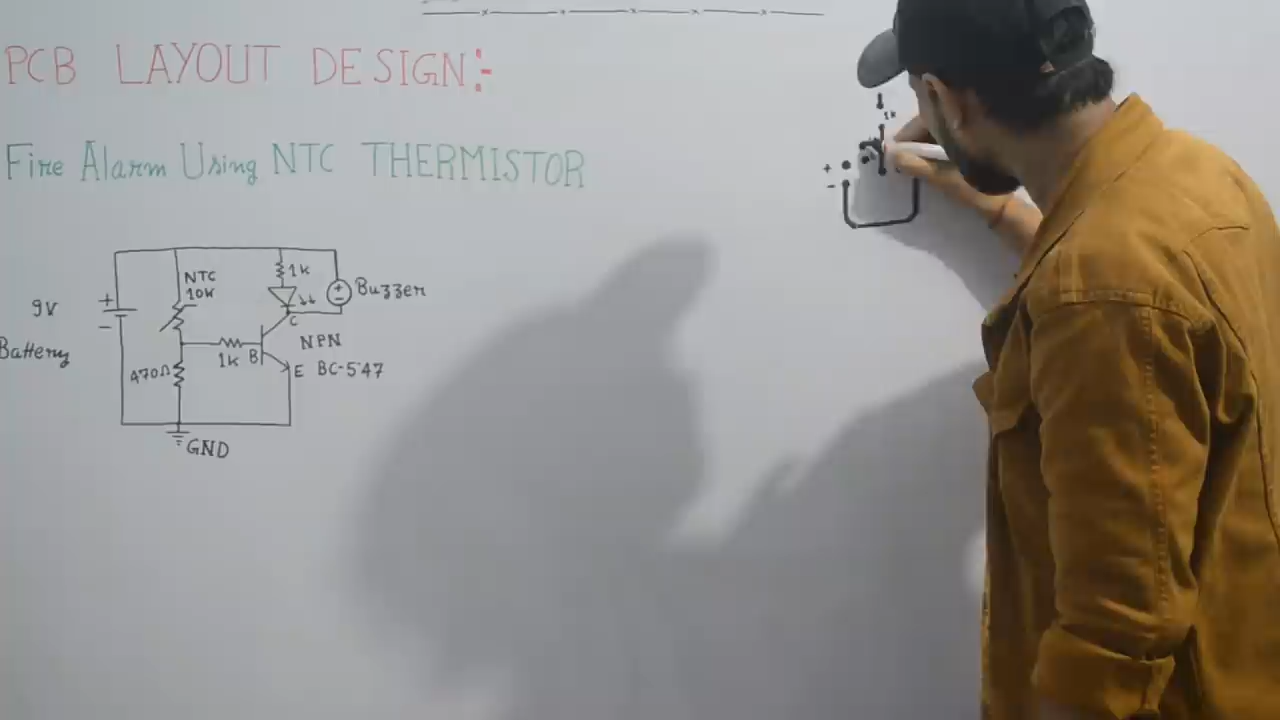 PCB LAYOUT DESIGN:-
Fire Alarm Using NTC THERMISTOR
9V
Battery
+
-
NTC
10K
470Ω
1k
1k
B
C
E
NPN
BC-547
+
-
Buzzer
GND
+
-
1k